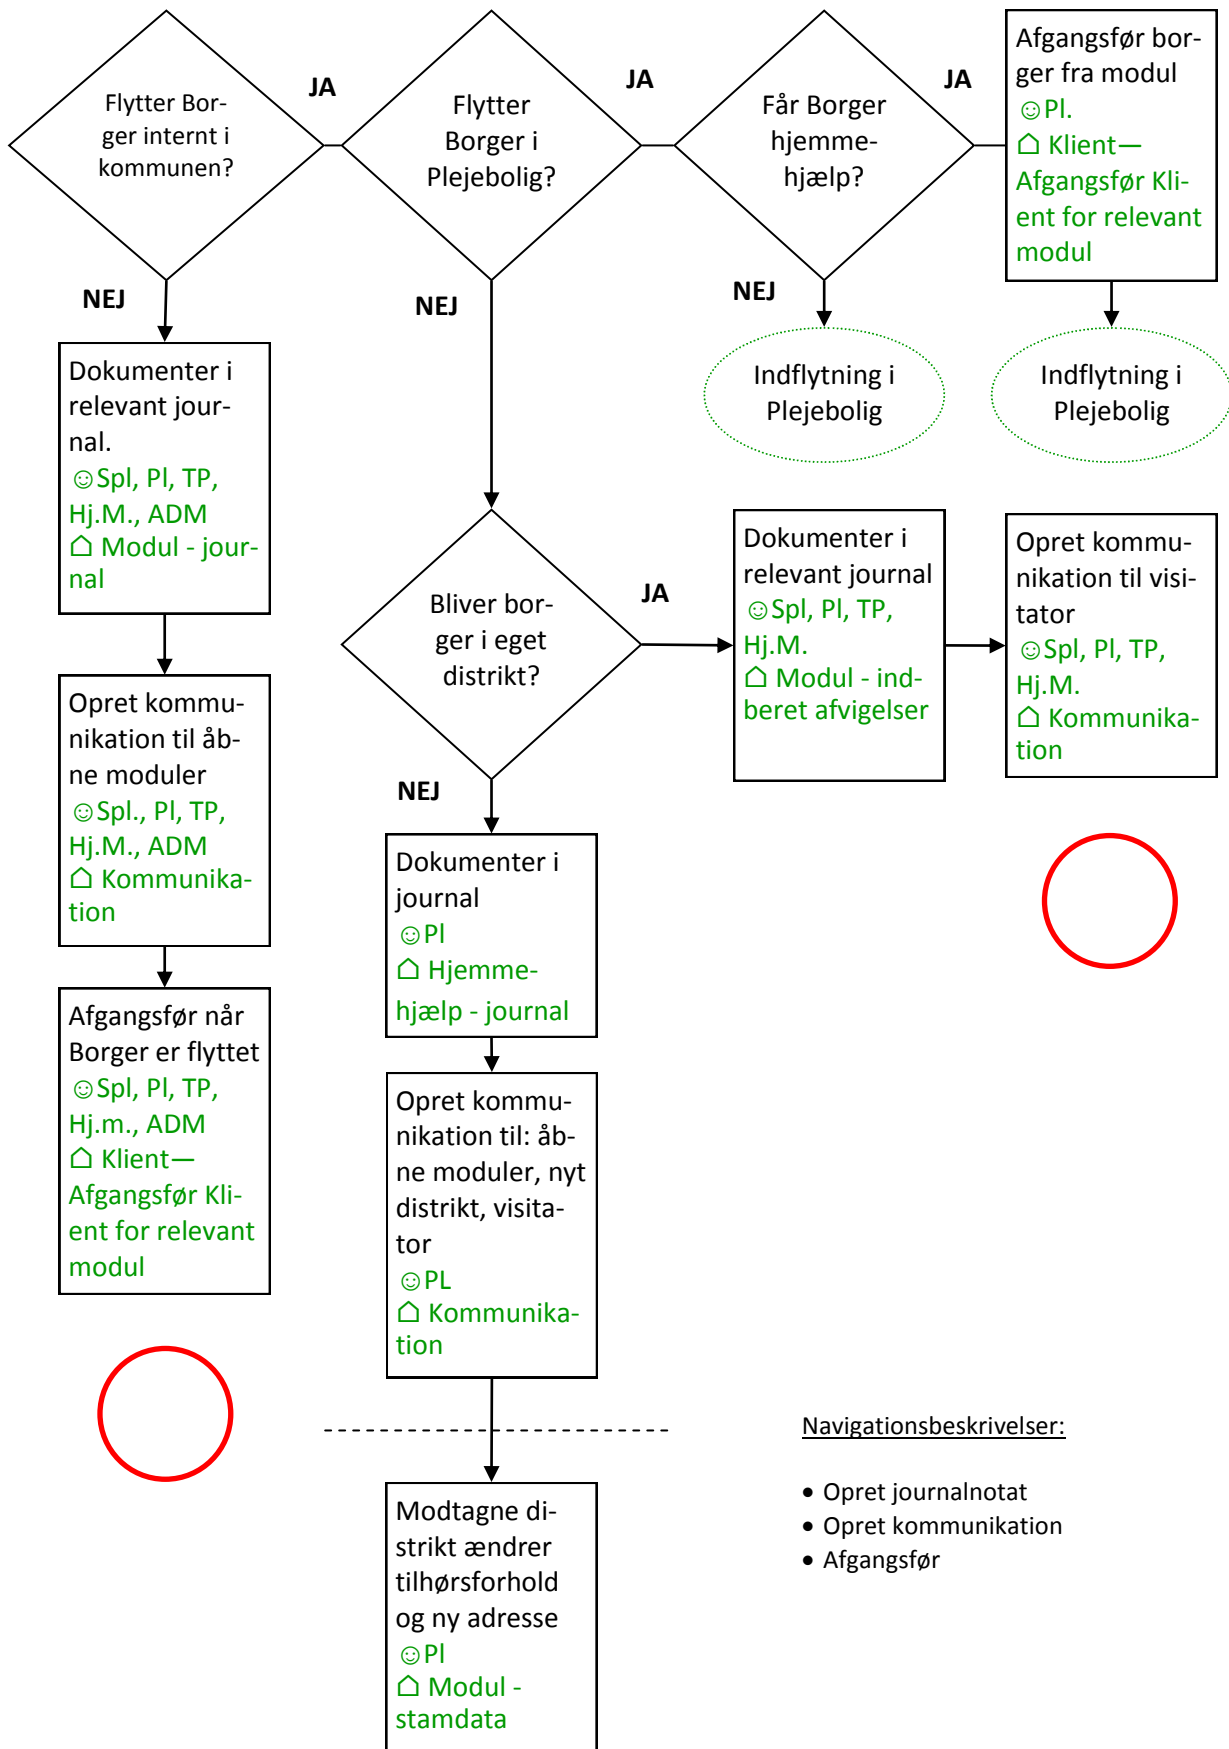 Flytter Bor-
ger internt i
kommunen?
JA
Flytter
Borger i
Plejebolig?
JA
Får Borger
hjemme-
hjælp?
JA
Afgangsfør bor-
ger fra modul
☺Pl.
⌂ Klient—
Afgangsfør Kli-
ent for relevant
modul
NEJ
NEJ
NEJ
Indflytning i
Plejebolig
Indflytning i
Plejebolig
Dokumenter i
relevant jour-
nal.
☺Spl, Pl, TP,
Hj.M., ADM
⌂ Modul - jour-
nal
Bliver bor-
ger i eget
distrikt?
JA
Dokumenter i
relevant journal
☺Spl, Pl, TP,
Hj.M.
⌂ Modul - ind-
beret afvigelser
Opret kommu-
nikation til visi-
tator
☺Spl, Pl, TP,
Hj.M.
⌂ Kommunika-
tion
Opret kommu-
nikation til åb-
ne moduler
☺Spl., Pl, TP,
Hj.M., ADM
⌂ Kommunika-
tion
NEJ
Dokumenter i
journal
☺Pl
⌂ Hjemme-
hjælp - journal
Afgangsfør når
Borger er flyttet
☺Spl, Pl, TP,
Hj.m., ADM
⌂ Klient—
Afgangsfør Kli-
ent for relevant
modul
Opret kommu-
nikation til: åb-
ne moduler, nyt
distrikt, visita-
tor
☺PL
⌂ Kommunika-
tion
Modtagne di-
strikt ændrer
tilhørsforhold
og ny adresse
☺Pl
⌂ Modul -
stamdata
Navigationsbeskrivelser:
• Opret journalnotat
• Opret kommunikation
• Afgangsfør